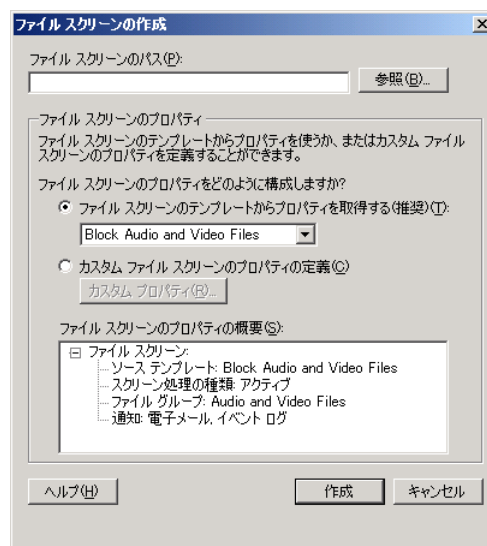 ファイル スクリーンの作成
ファイル スクリーンのパス(P):
参照(B)...
ファイル スクリーンのプロパティ
ファイル スクリーンのテンプレートからプロパティを使うか、またはカスタム ファイル
スクリーンのプロパティを定義することができます。
ファイル スクリーンのプロパティをどのように構成しますか?
ファイル スクリーンのテンプレートからプロパティを取得する(推奨)(T):
Block Audio and Video Files
カスタム ファイル スクリーンのプロパティの定義(C)
カスタム プロパティ(R)...
ファイル スクリーンのプロパティの概要(S):
ファイル スクリーン:
ソース テンプレート: Block Audio and Video Files
スクリーン処理の種類: アクティブ
ファイル グループ: Audio and Video Files
通知: 電子メール, イベント ログ
ヘルプ(H)
作成
キャンセル